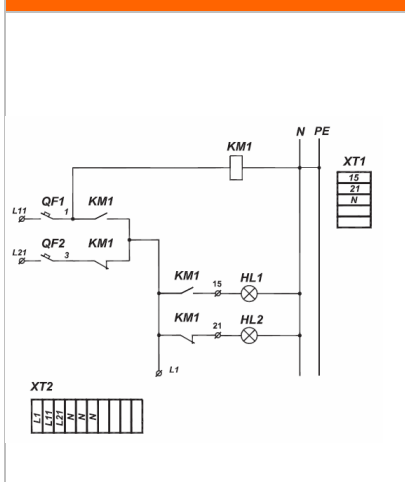 N PE
KM1
XT1
15
21
N
QF1 KM1
L11 1
QF2 KM1
L21 3
KM1 15 HL1
KM1 21 HL2
L1
XT2
L1 L11 L21 N N N